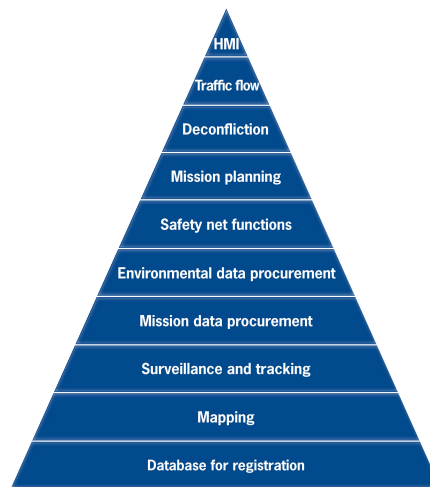 HMI
Traffic flow
Deconfliction
Mission planning
Safety net functions
Environmental data procurement
Mission data procurement
Surveillance and tracking
Mapping
Database for registration